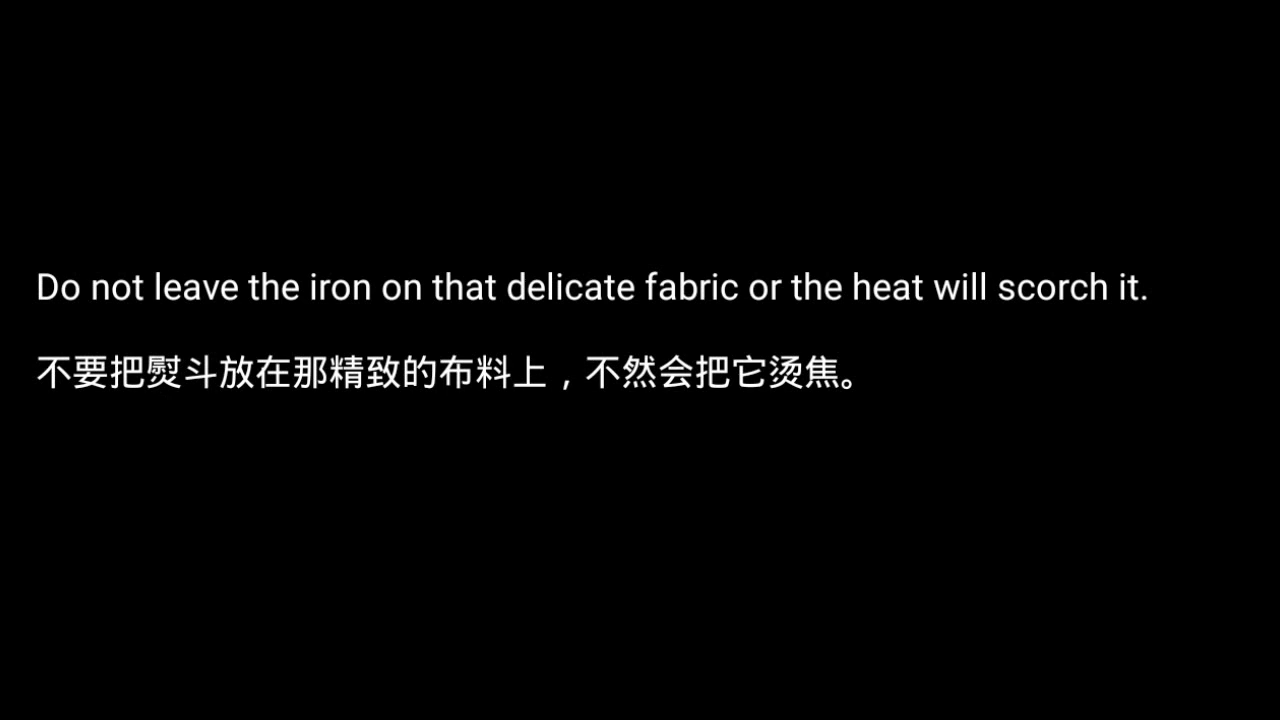 Do not leave the iron on that delicate fabric or the heat will scorch it.
不要把熨斗放在那精致的布料上，不然会把它烫焦。